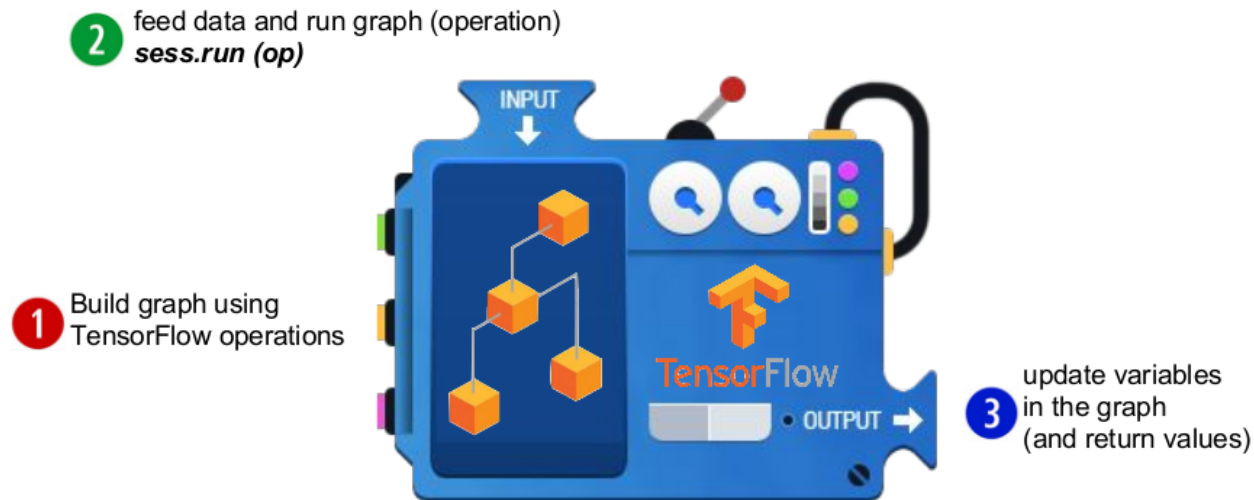 2 feed data and run graph (operation)
sess.run (op)
INPUT
1 Build graph using
TensorFlow operations
TensorFlow
OUTPUT
3 update variables
in the graph
(and return values)